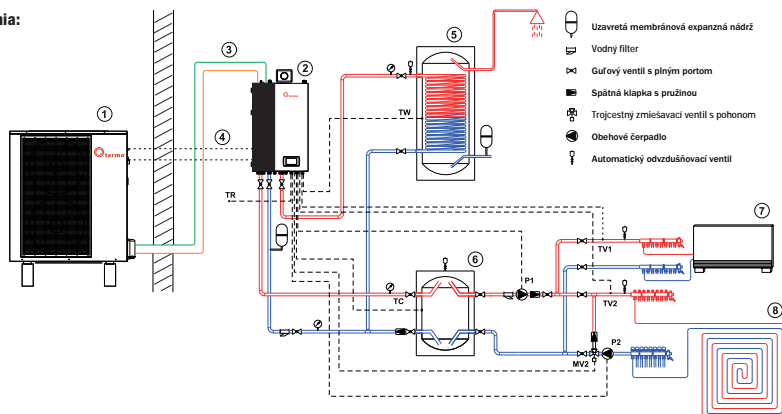 nia:
Uzavretá membránová expanzná nádrž
Vodný filter
Guľový ventil s plným portom
Spätná klapka s pružinou
Trojcestný zmiešavací ventil s pohonom
Obehové čerpadlo
Automatický odvzdušňovací ventil
1
2
3
4
5
6
7
8
termo
termo
TW
TR
TC
TV1
TV2
P1
P2
MV2